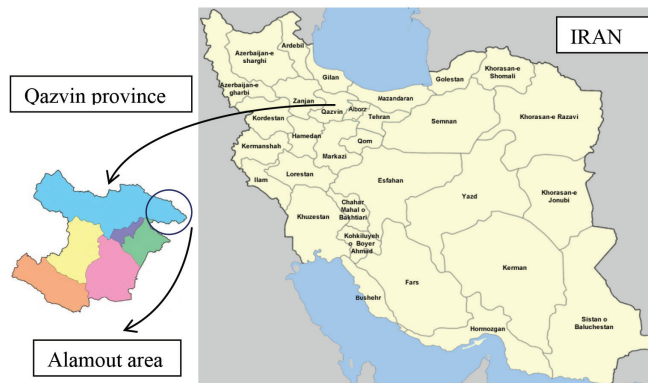 IRAN
Qazvin province
Alamout area
Ardebil
Azerbaijan-e
sharghi
Azerbaijan-e
gharbi
Gilan
Golestan
Khorasan-e
Shomali
Zanjan
Mazandaran
Qazvin
Alborz
Tehran
Semnan
Khorasan-e Razavi
Kordestan
Hamedan
Qom
Kermanshah
Markazi
Ilam
Lorestan
Esfahan
Yazd
Khorasan-e
Jonubi
Khuzestan
Chahar
Mahal o
Bakhtiari
Kohkiluyeh
o Boyer
Ahmad
Fars
Kerman
Bushehr
Sistan o
Baluchestan
Hormozgan